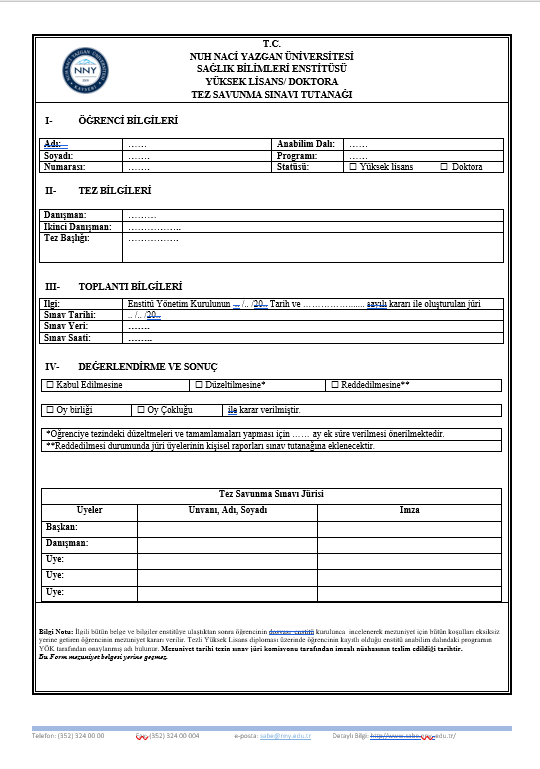 T.C.
NUH NACİ YAZGAN ÜNİVERSİTESİ
SAĞLIK BİLİMLERİ ENSTİTÜSÜ
YÜKSEK LİSANS/ DOKTORA
TEZ SAVUNMA SINAVI TUTANAĞI
NNY
I- ÖĞRENCİ BİLGİLERİ
Adı: …… Anabilim Dalı: ……
Soyadı: ……. Programı: ……
Numarası: ……. Statüsü: ☐ Yüksek lisans ☐ Doktora
II- TEZ BİLGİLERİ
Danışman: ………
İkinci Danışman: ……………..
Tez Başlığı: …………….
III- TOPLANTI BİLGİLERİ
İlgi: Enstitü Yönetim Kurulunun .. /.. /20.. Tarih ve ……………....... sayılı kararı ile oluşturulan jüri
Sınav Tarihi: .. /.. /20..
Sınav Yeri: ……..
Sınav Saati: ……..
IV- DEĞERLENDİRME VE SONUÇ
☐ Kabul Edilmesine ☐ Düzeltilmesine* ☐ Reddedilmesine**
☐ Oy birliği ☐ Oy Çokluğu ile karar verilmiştir.
*Öğrenciye tezindeki düzeltmeleri ve tamamlamaları yapması için …… ay ek süre verilmesi önerilmektedir.
**Reddedilmesi durumunda jüri üyelerinin kişisel raporları sınav tutanağına eklenecektir.
Tez Savunma Sınavı Jürisi
Üyeler Unvanı, Adı, Soyadı İmza
Başkan:
Danışman:
Üye:
Üye:
Üye:
Bilgi Notu: İlgili bütün belge ve bilgiler enstitüye ulaştıktan sonra öğrencinin dosyası enstitü kurulunca incelenerek mezuniyet için bütün koşulları eksiksiz
yerine getiren öğrencinin mezuniyet kararı verilir. Tezli Yüksek Lisans diploması üzerinde öğrencinin kayıtlı olduğu enstitü anabilim dalındaki programın
YÖK tarafından onaylanmış adı bulunur. Mezuniyet tarihi tezin sınav jüri komisyonu tarafından imzalı nüshasının teslim edildiği tarihtir.
Bu Form mezuniyet belgesi yerine geçmez.
Telefon: (352) 324 00 00 Fax: (352) 324 00 004 e-posta: sabe@nny.edu.tr Detaylı Bilgi: http://www.sabe.nny.edu.tr/